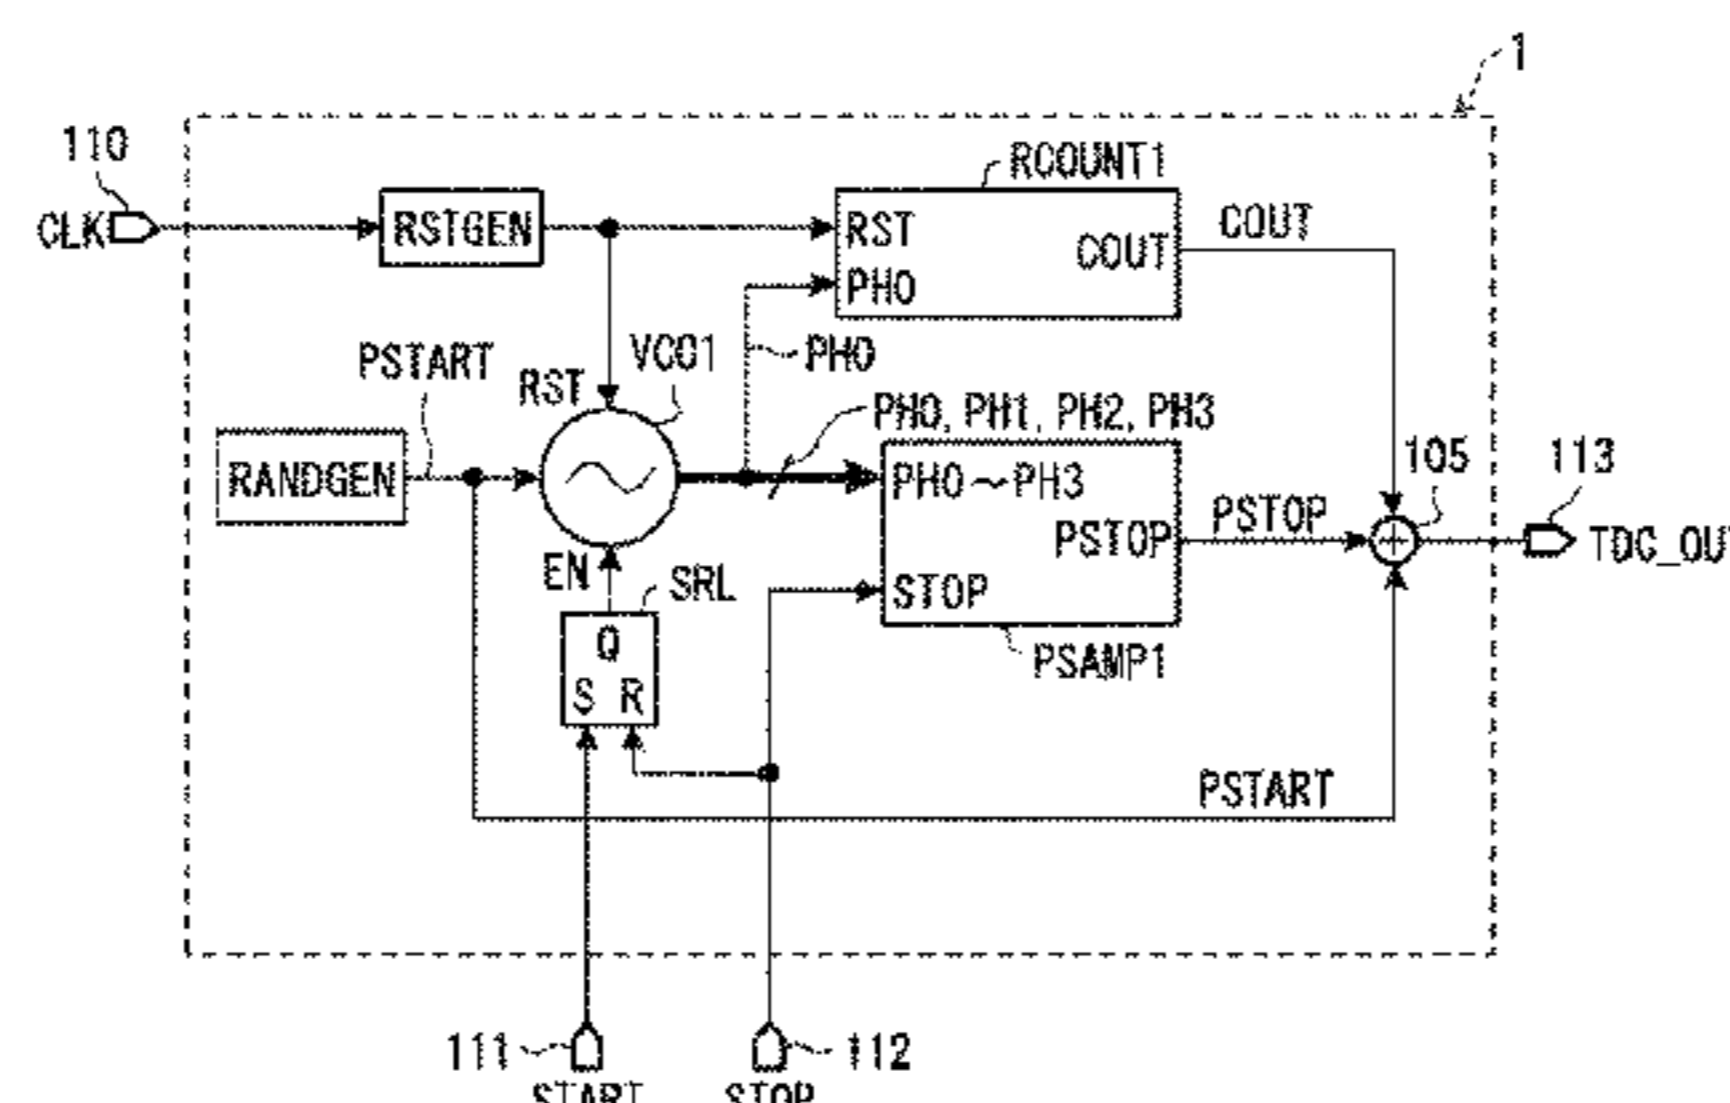 1
110
CLK
RSTGEN
RCOUNT1
RST
PH0
COUT
COUT
PSTART
RST
VCO1
PH0
PH0, PH1, PH2, PH3
RANDGEN
PH0~PH3
PSTOP
STOP
PSTOP
105
113
TDC_OU
EN
SRL
Q
S R
PSAMP1
PSTART
111
112
START
STOP